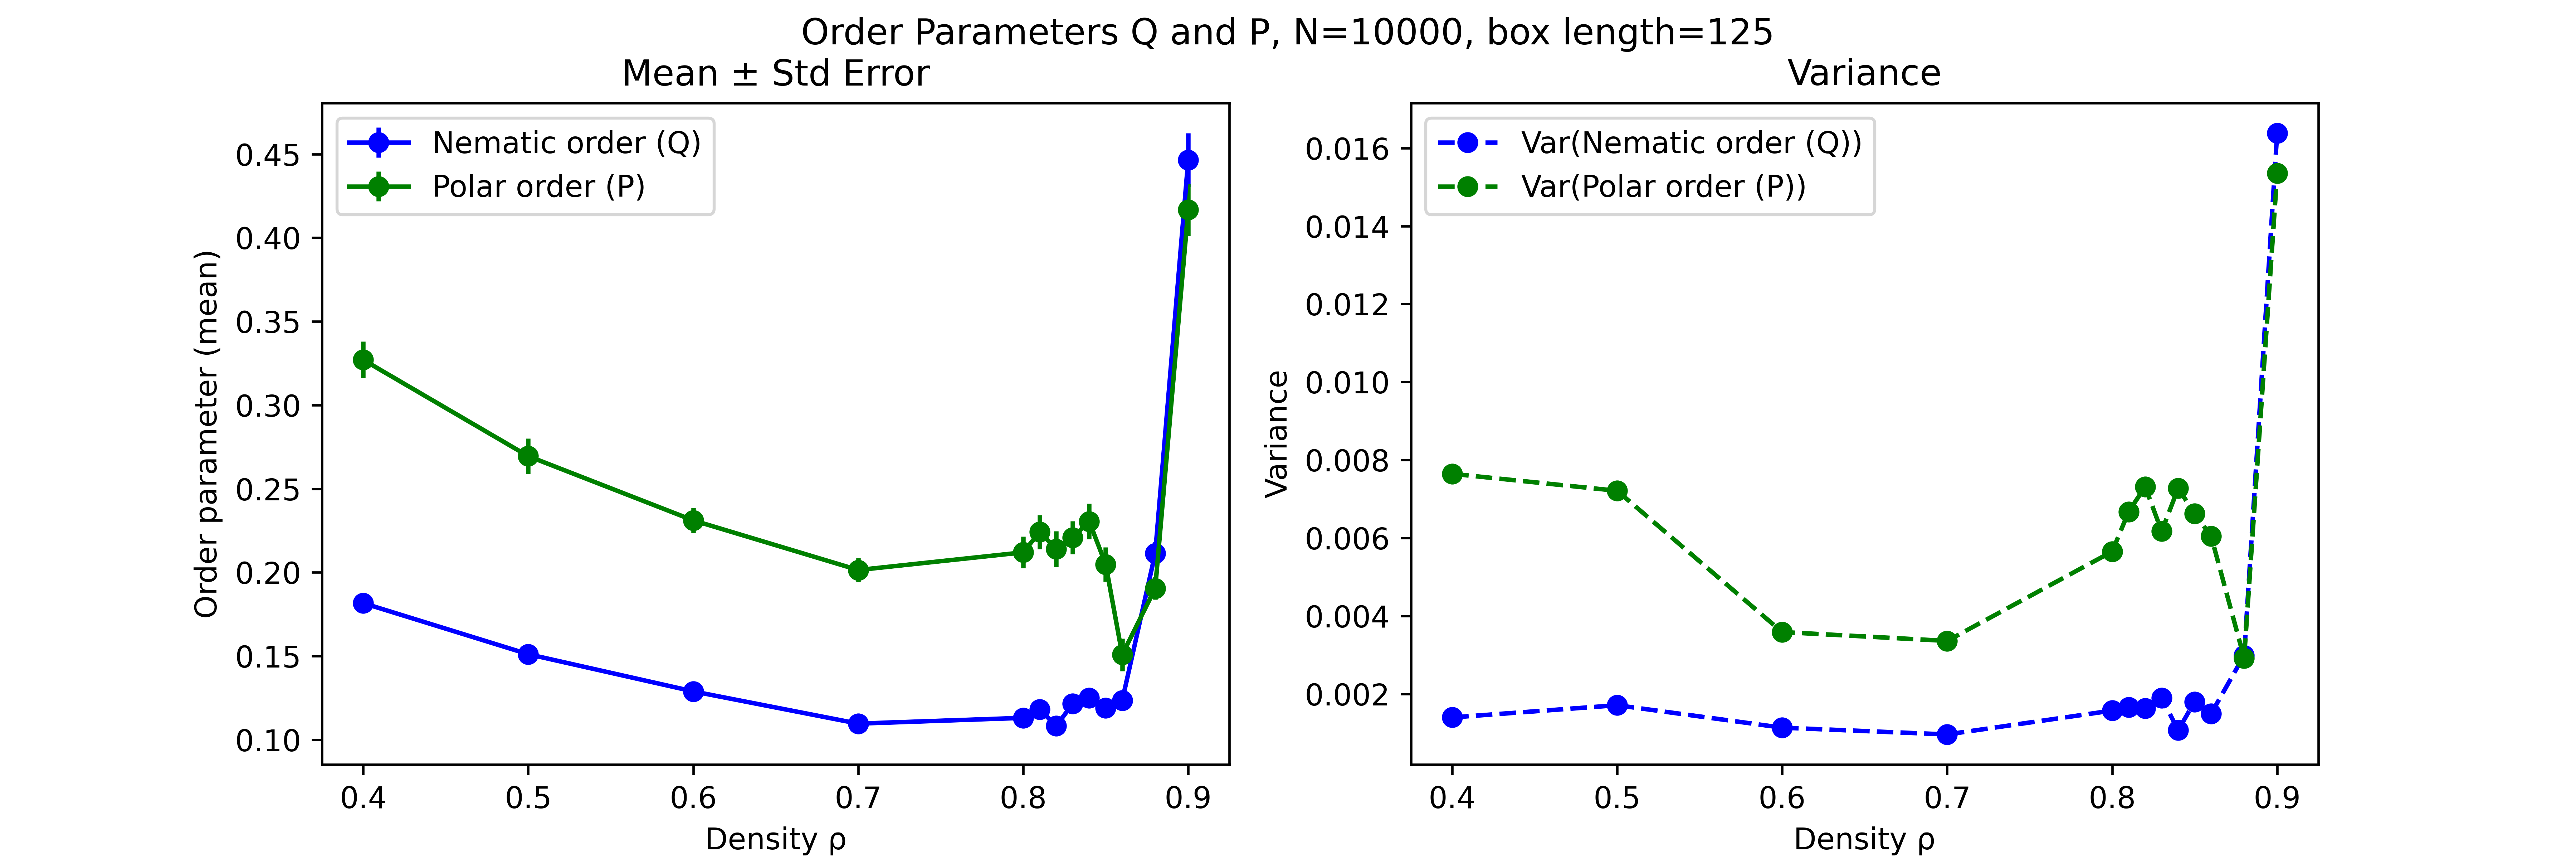 Order Parameters Q and P, N=10000, box length=125
Mean ± Std Error
Nematic order (Q)
Polar order (P)
0.45
0.40
0.35
0.30
0.25
0.20
0.15
0.10
Order parameter (mean)
0.4 0.5 0.6 0.7 0.8 0.9
Density ρ
Variance
Var(Nematic order (Q))
Var(Polar order (P))
0.016
0.014
0.012
0.010
0.008
0.006
0.004
0.002
Variance
0.4 0.5 0.6 0.7 0.8 0.9
Density ρ